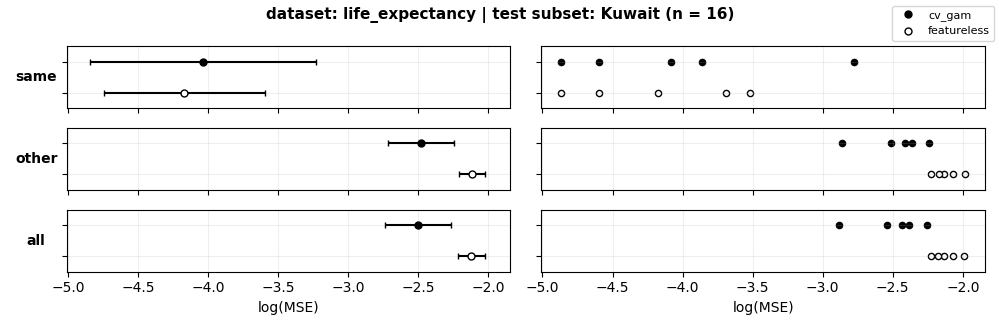 dataset: life_expectancy | test subset: Kuwait (n = 16)
cv_gam
featureless
same
other
all
−5.0 −4.5 −4.0 −3.5 −3.0 −2.5 −2.0
−5.0 −4.5 −4.0 −3.5 −3.0 −2.5 −2.0
log(MSE)
log(MSE)